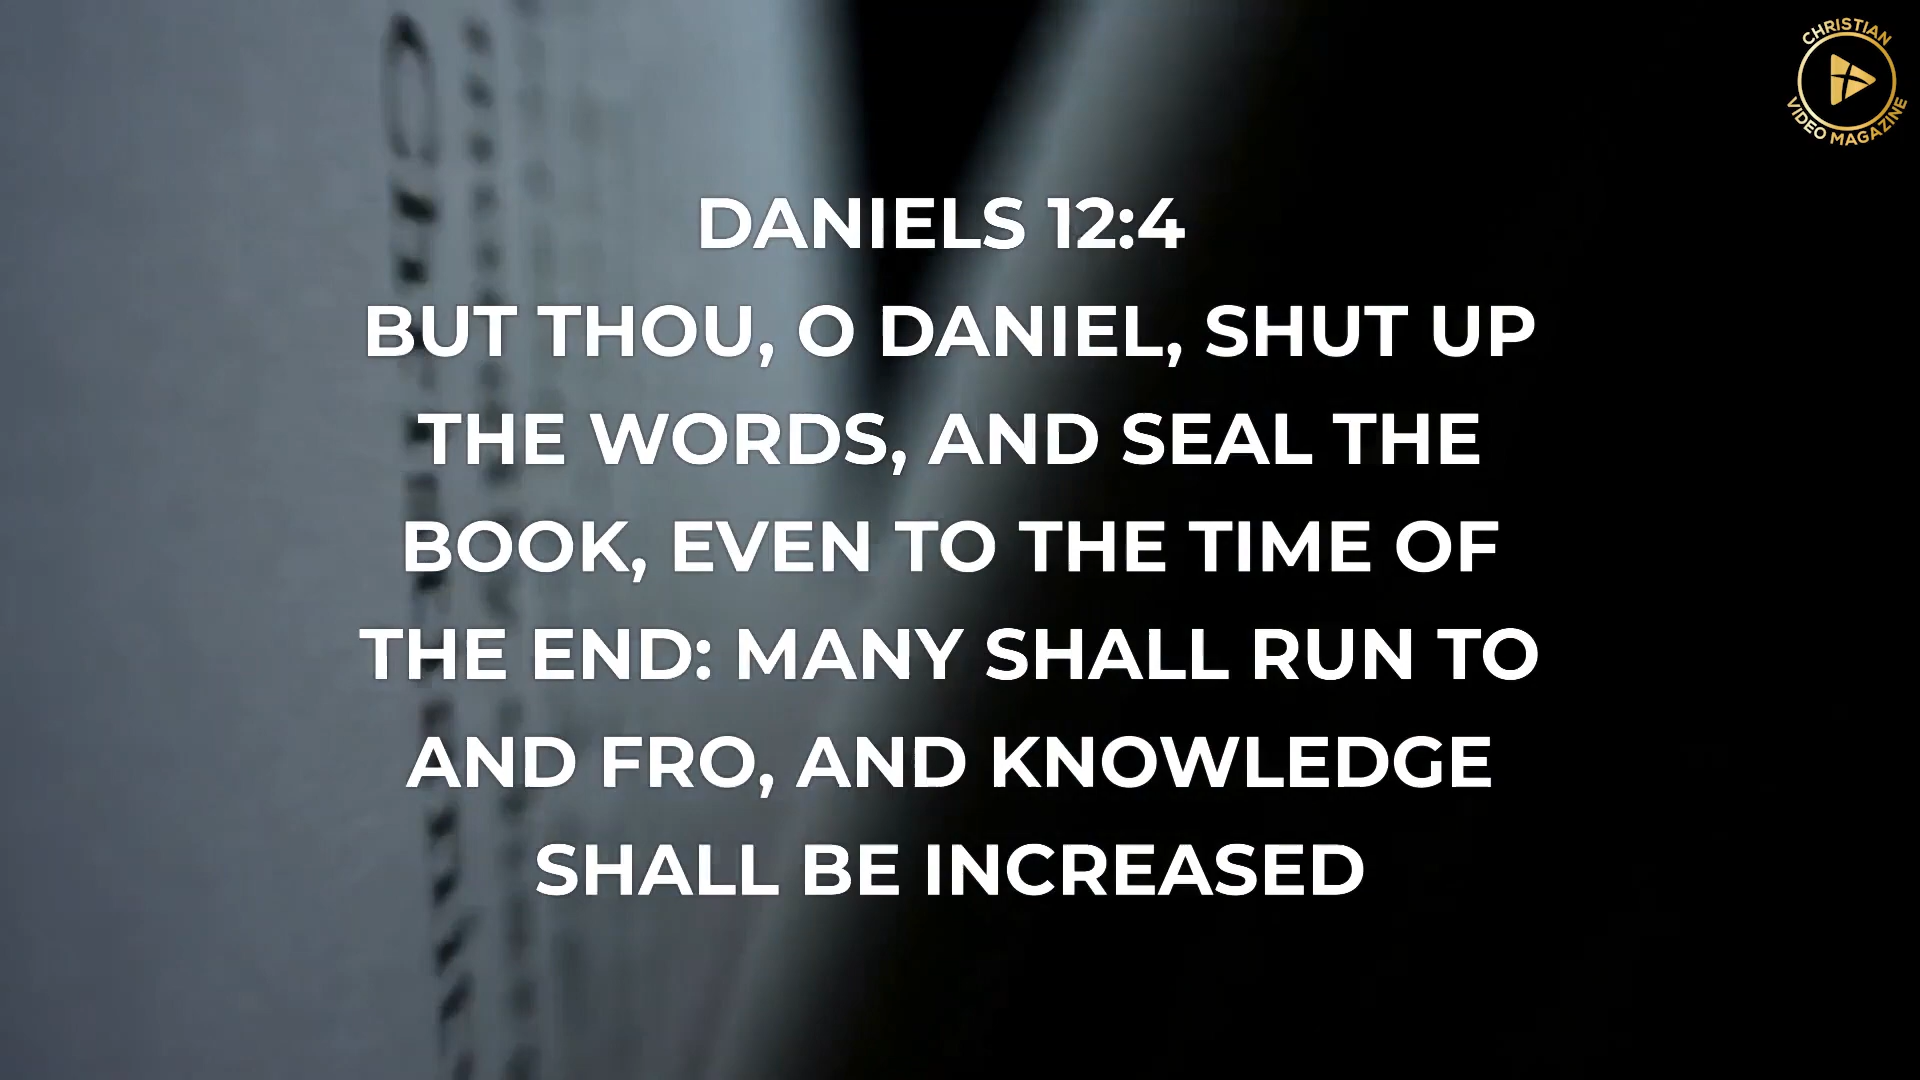 CHRISTIAN
VIDEO MAGAZINE
DANIELS 12:4
BUT THOU, O DANIEL, SHUT UP
THE WORDS, AND SEAL THE
BOOK, EVEN TO THE TIME OF
THE END: MANY SHALL RUN TO
AND FRO, AND KNOWLEDGE
SHALL BE INCREASED